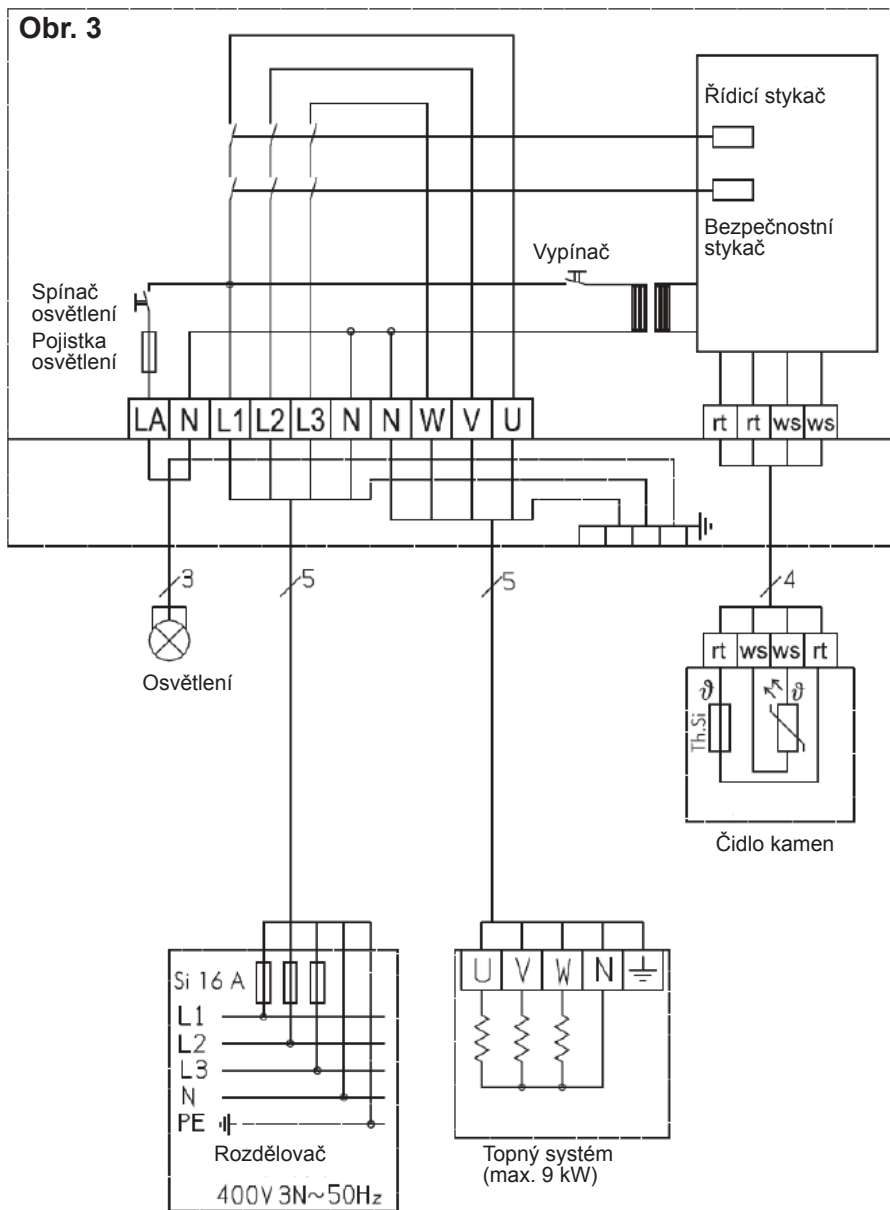 Obr. 3
Řídicí stykač
Bezpečnostní
stykač
Vypínač
Spínač
osvětlení
Pojistka
osvětlení
LA N L1 L2 L3 N N W V U
rt rt ws ws
3
5
5
4
Osvětlení
rt ws ws rt
ϑ
ϑ
Th.Si
Čidlo kamen
Si 16 A
L1
L2
L3
N
PE
Rozdělovač
400V 3N~50Hz
U V W N
Topný systém
(max. 9 kW)